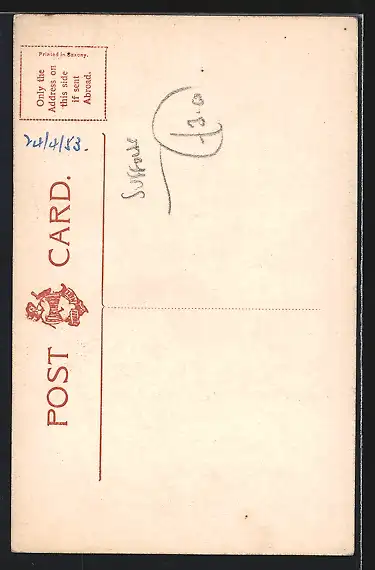 Printed in Saxony.
Only the
Address on
this side
if sent
Abroad.
24/4/53.
POST CARD.
Suffolk